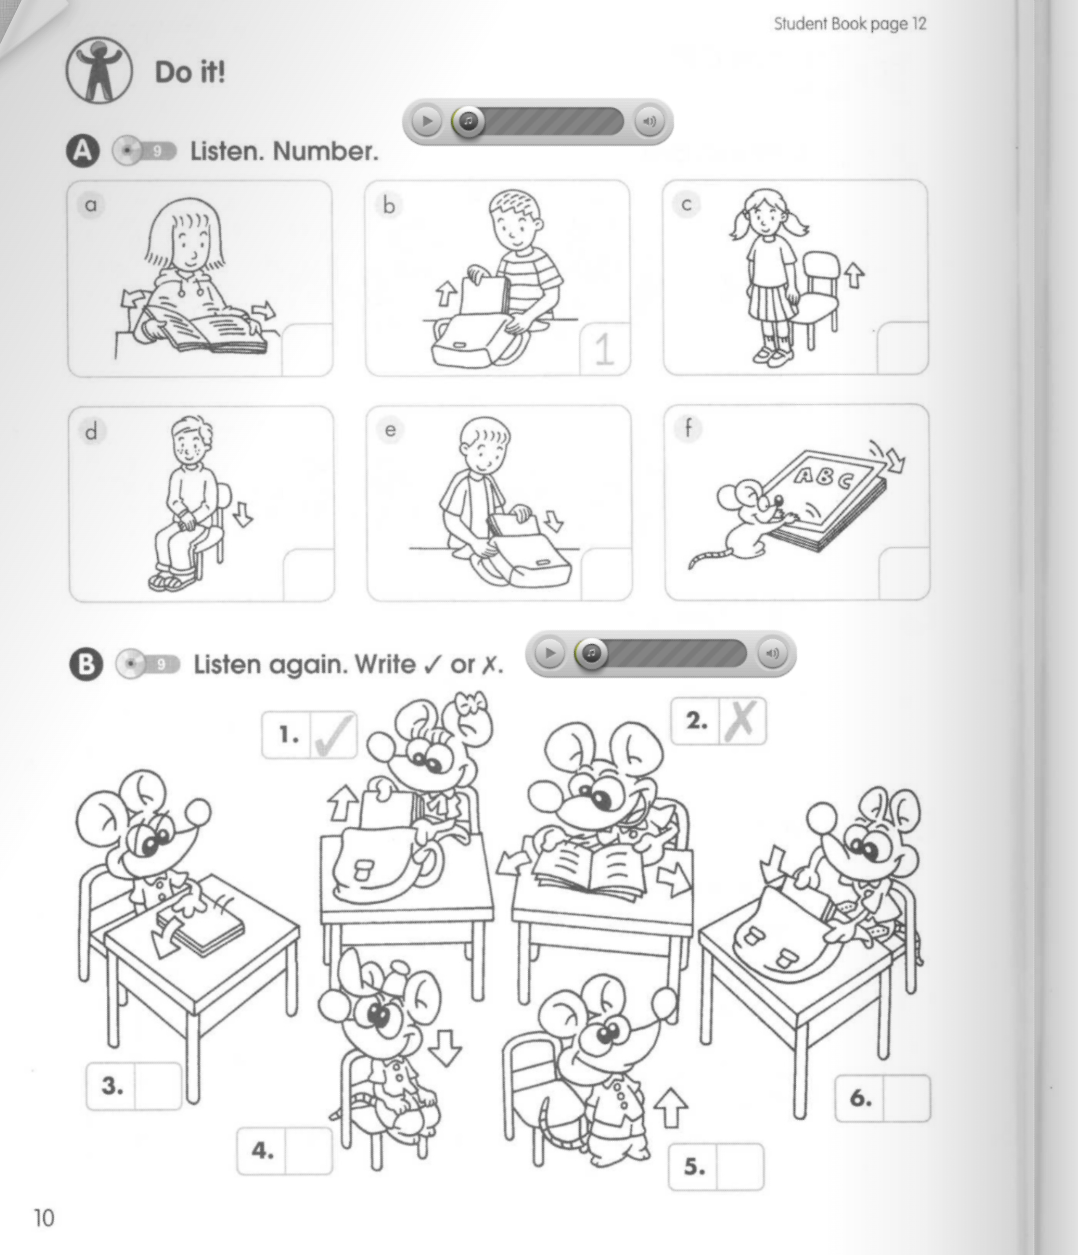 Student Book page 12
Do it!
A 9 Listen. Number.
a
b
c
1
d
e
f
ABC
B 9 Listen again. Write ✓ or ✗.
1. ✓
2. ✗
3.
4.
5.
6.
10